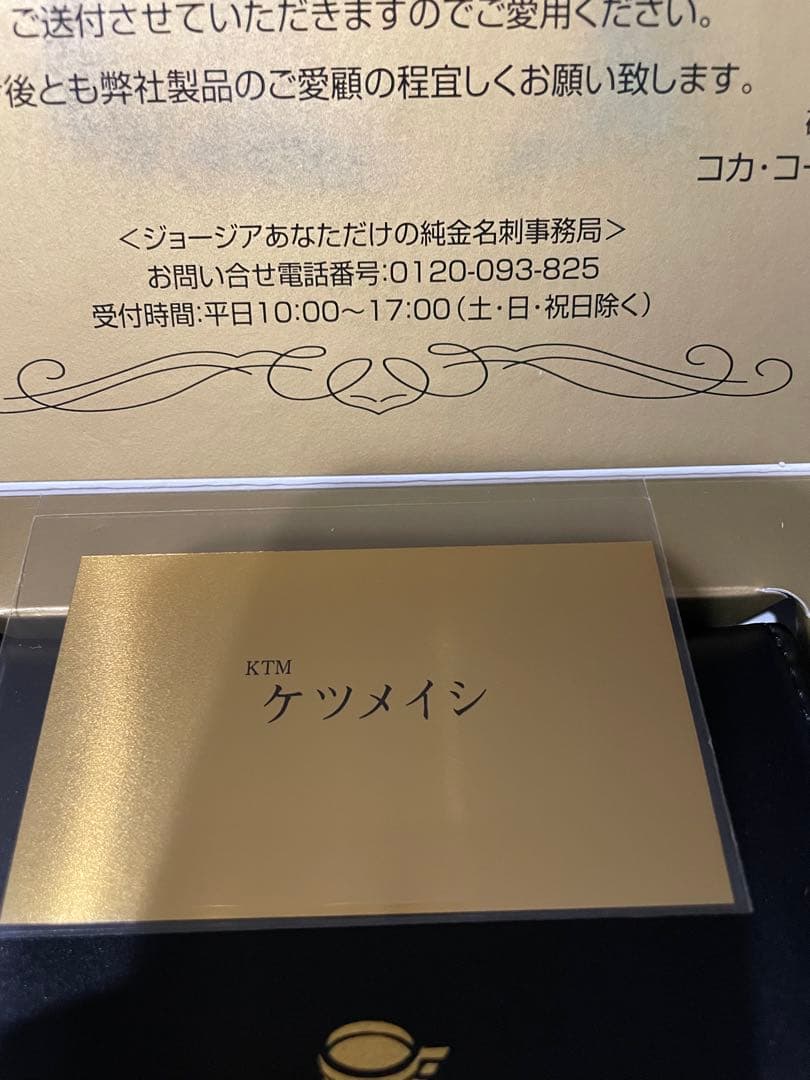 ご送付させていただきますのでご愛用ください。
後とも弊社製品のご愛顧の程宜しくお願い致します。
コカ・コー
＜ジョージアあなただけの純金名刺事務局＞
お問い合せ電話番号:0120-093-825
受付時間:平日10:00〜17:00(土・日・祝日除く)
KTM
ケツメイシ